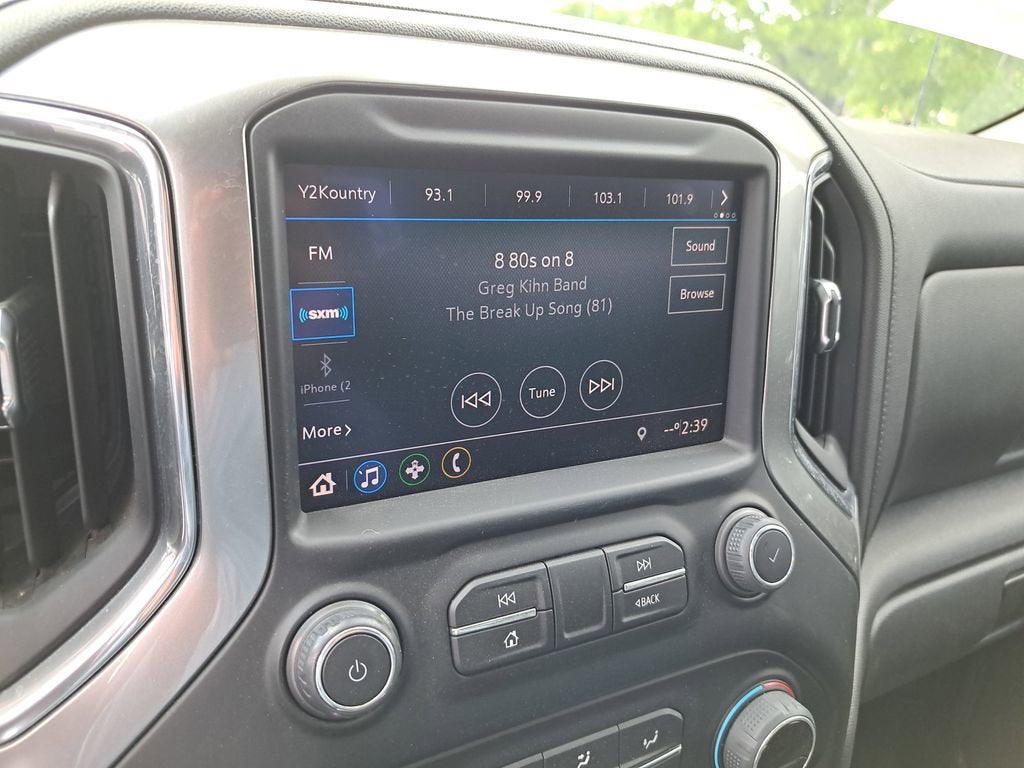 Y2Kountry 93.1 99.9 103.1 101.9
FM
8 80s on 8
Sound
Greg Kihn Band
sxm
The Break Up Song (81)
Browse
iPhone (2
Tune
More
--° 2:39
BACK